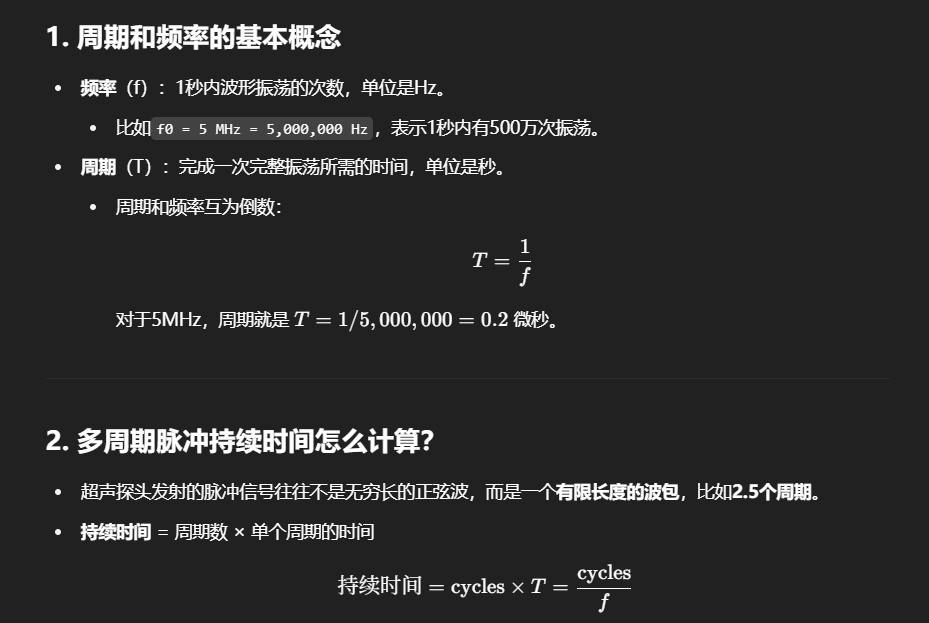 1. 周期和频率的基本概念
• 频率（f）：1秒内波形振荡的次数，单位是Hz。
• 比如 f0 = 5 MHz = 5,000,000 Hz，表示1秒内有500万次振荡。
• 周期（T）：完成一次完整振荡所需的时间，单位是秒。
• 周期和频率互为倒数：
T = 1/f
对于5MHz，周期就是 T = 1/5,000,000 = 0.2 微秒。
2. 多周期脉冲持续时间怎么计算？
• 超声探头发射的脉冲信号往往不是无穷长的正弦波，而是一个有限长度的波包，比如2.5个周期。
• 持续时间 = 周期数 × 单个周期的时间
持续时间 = cycles × T = cycles/f